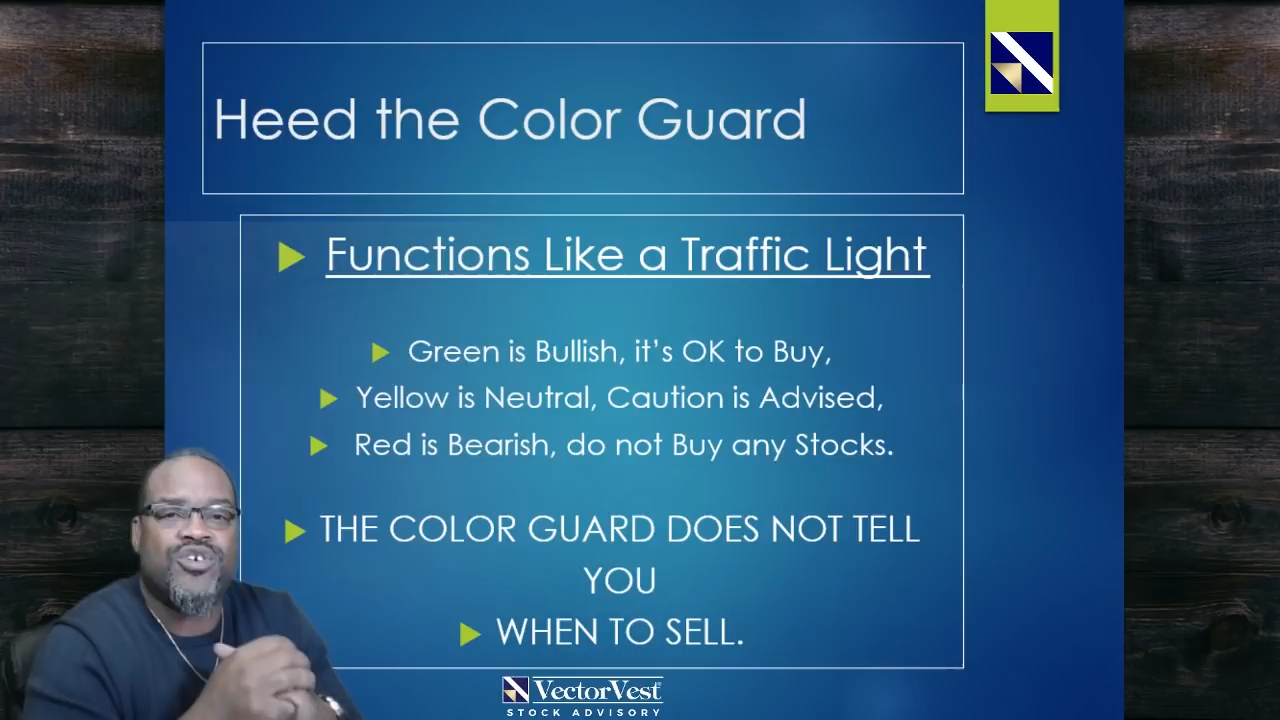 Heed the Color Guard
Functions Like a Traffic Light
Green is Bullish, it's OK to Buy,
Yellow is Neutral, Caution is Advised,
Red is Bearish, do not Buy any Stocks.
THE COLOR GUARD DOES NOT TELL
YOU
WHEN TO SELL.
VectorVest
STOCK ADVISORY